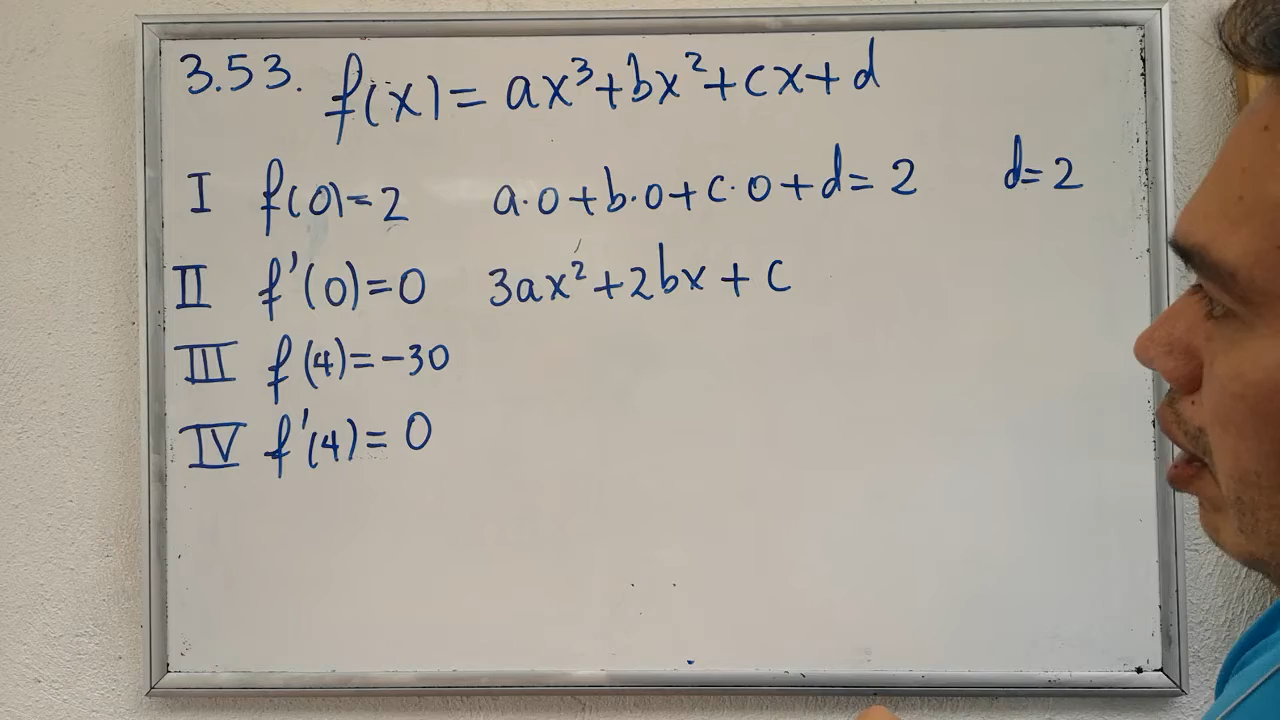 3.53. f(x) = ax³+bx²+cx+d
I f(0)=2 a·0+b·0+c·0+d=2 d=2
II f'(0)=0 3ax²+2bx+c
III f(4)=-30
IV f'(4)=0